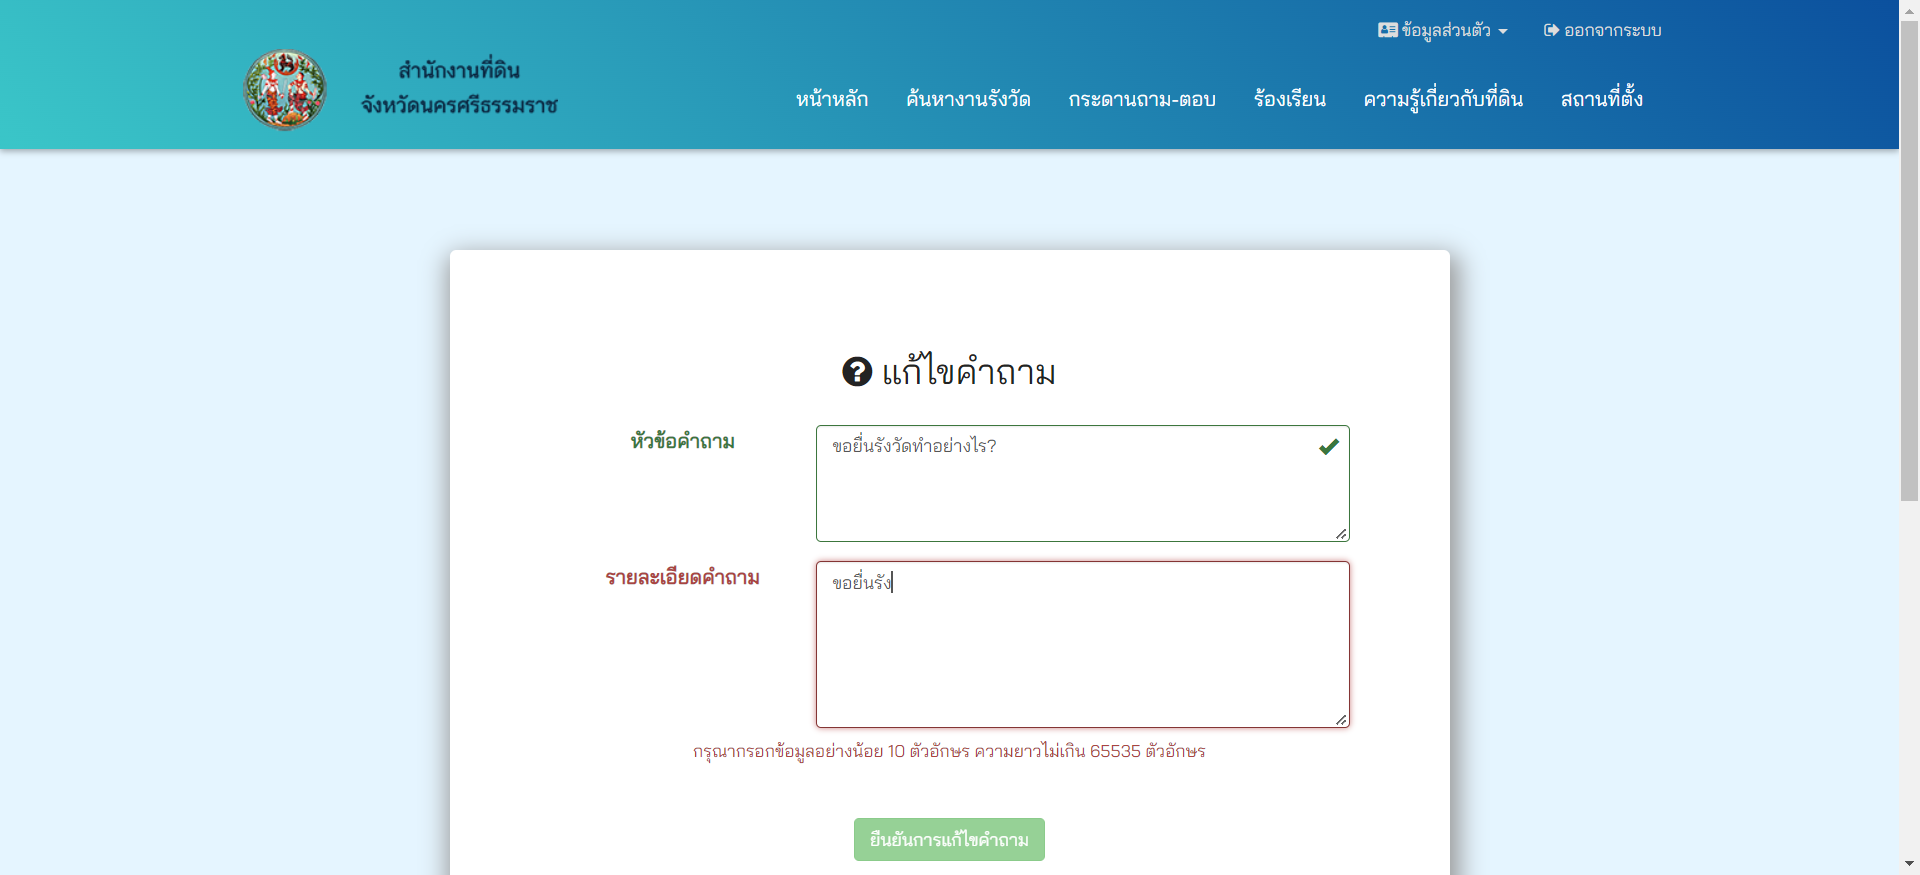 ข้อมูลส่วนตัว
ออกจากระบบ
สำนักงานที่ดิน
จังหวัดนครศรีธรรมราช
หน้าหลัก ค้นหางานรังวัด กระดานถาม-ตอบ ร้องเรียน ความรู้เกี่ยวกับที่ดิน สถานที่ตั้ง
แก้ไขคำถาม
หัวข้อคำถาม
ขอยื่นรังวัดทำอย่างไร?
รายละเอียดคำถาม
ขอยื่นรัง
กรุณากรอกข้อมูลอย่างน้อย 10 ตัวอักษร ความยาวไม่เกิน 65535 ตัวอักษร
ยืนยันการแก้ไขคำถาม